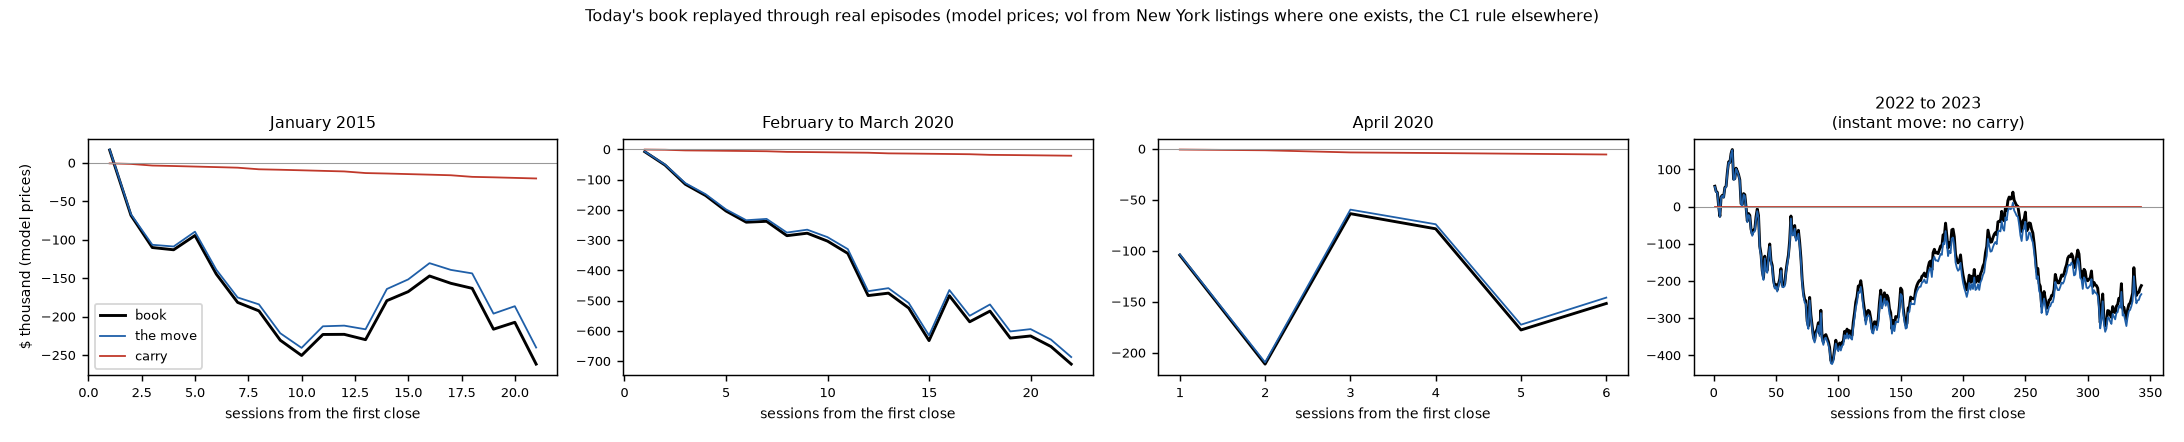 Today's book replayed through real episodes (model prices; vol from New York listings where one exists, the C1 rule elsewhere)
January 2015
$ thousand (model prices)
0
−50
−100
−150
−200
−250
book
the move
carry
0.0 2.5 5.0 7.5 10.0 12.5 15.0 17.5 20.0
sessions from the first close
February to March 2020
0
−100
−200
−300
−400
−500
−600
−700
0 5 10 15 20
sessions from the first close
April 2020
0
−50
−100
−150
−200
1 2 3 4 5 6
sessions from the first close
2022 to 2023
(instant move: no carry)
100
0
−100
−200
−300
−400
0 50 100 150 200 250 300 350
sessions from the first close